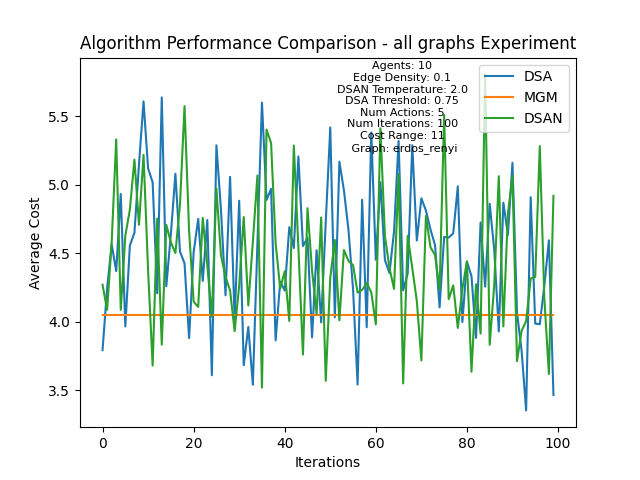 Algorithm Performance Comparison - all graphs Experiment
Agents: 10
Edge Density: 0.1
DSAN Temperature: 2.0
DSA Threshold: 0.75
Num Actions: 5
Num Iterations: 100
Cost Range: 11
Graph: erdos_renyi
DSA
MGM
DSAN
Average Cost
5.5
5.0
4.5
4.0
3.5
0
20
40
60
80
100
Iterations